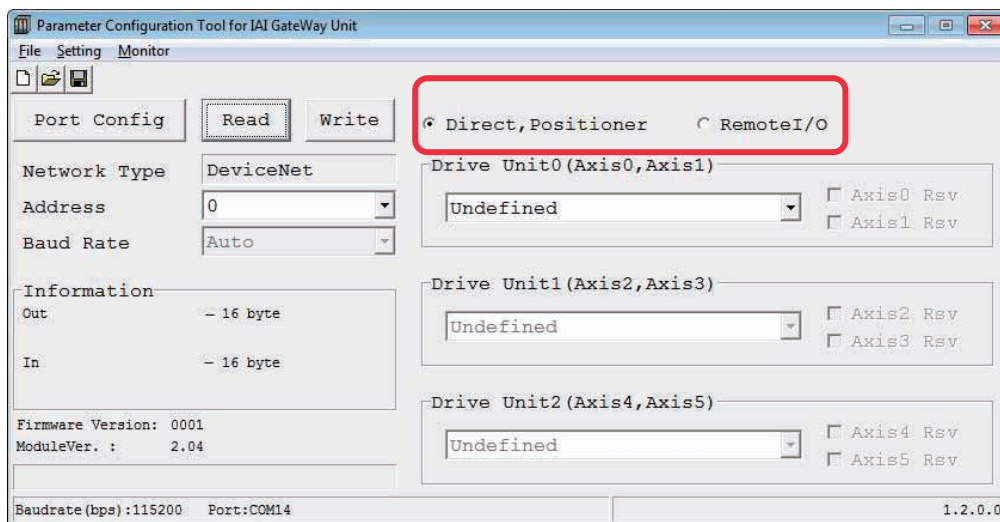 Parameter Configuration Tool for IAI GateWay Unit
File Setting Monitor
Port Config Read Write
Direct,Positioner RemoteI/O
Network Type DeviceNet
Address 0
Baud Rate Auto
Information
Out - 16 byte
In - 16 byte
Firmware Version: 0001
ModuleVer. : 2.04
Drive Unit0(Axis0,Axis1)
Undefined
Axis0 Rsv
Axis1 Rsv
Drive Unit1(Axis2,Axis3)
Undefined
Axis2 Rsv
Axis3 Rsv
Drive Unit2(Axis4,Axis5)
Undefined
Axis4 Rsv
Axis5 Rsv
Baudrate(bps):115200 Port:COM14 1.2.0.0